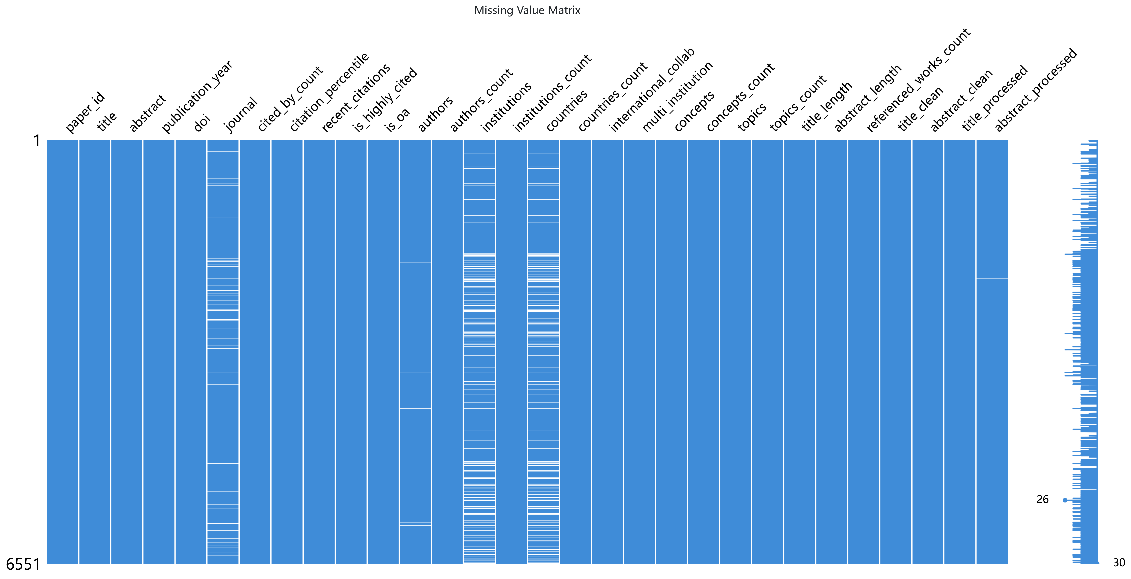 Missing Value Matrix
paper_id
title
abstract
publication_year
doi
journal
cited_by_count
citation_percentile
recent_citations
is_highly_cited
is_oa
authors
authors_count
institutions
institutions_count
countries
countries_count
international_collab
multi_institution
concepts
concepts_count
topics
topics_count
title_length
abstract_length
referenced_works_count
title_clean
abstract_clean
title_processed
abstract_processed
1
26
6551
30